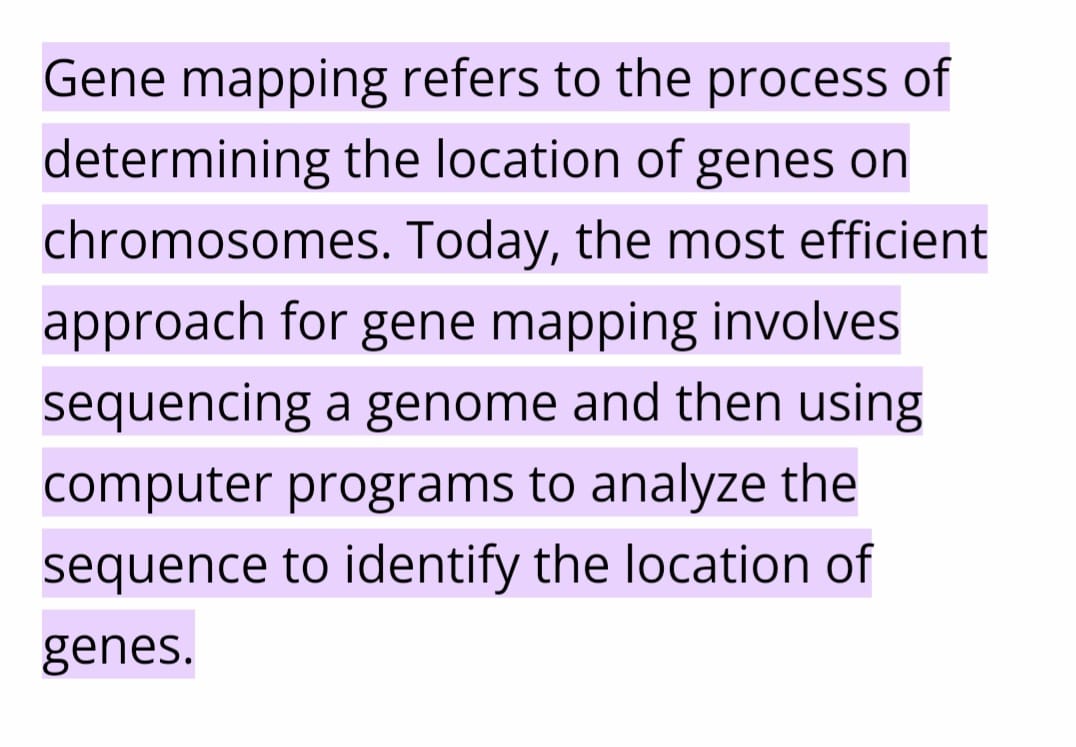 Gene mapping refers to the process of
determining the location of genes on
chromosomes. Today, the most efficient
approach for gene mapping involves
sequencing a genome and then using
computer programs to analyze the
sequence to identify the location of
genes.